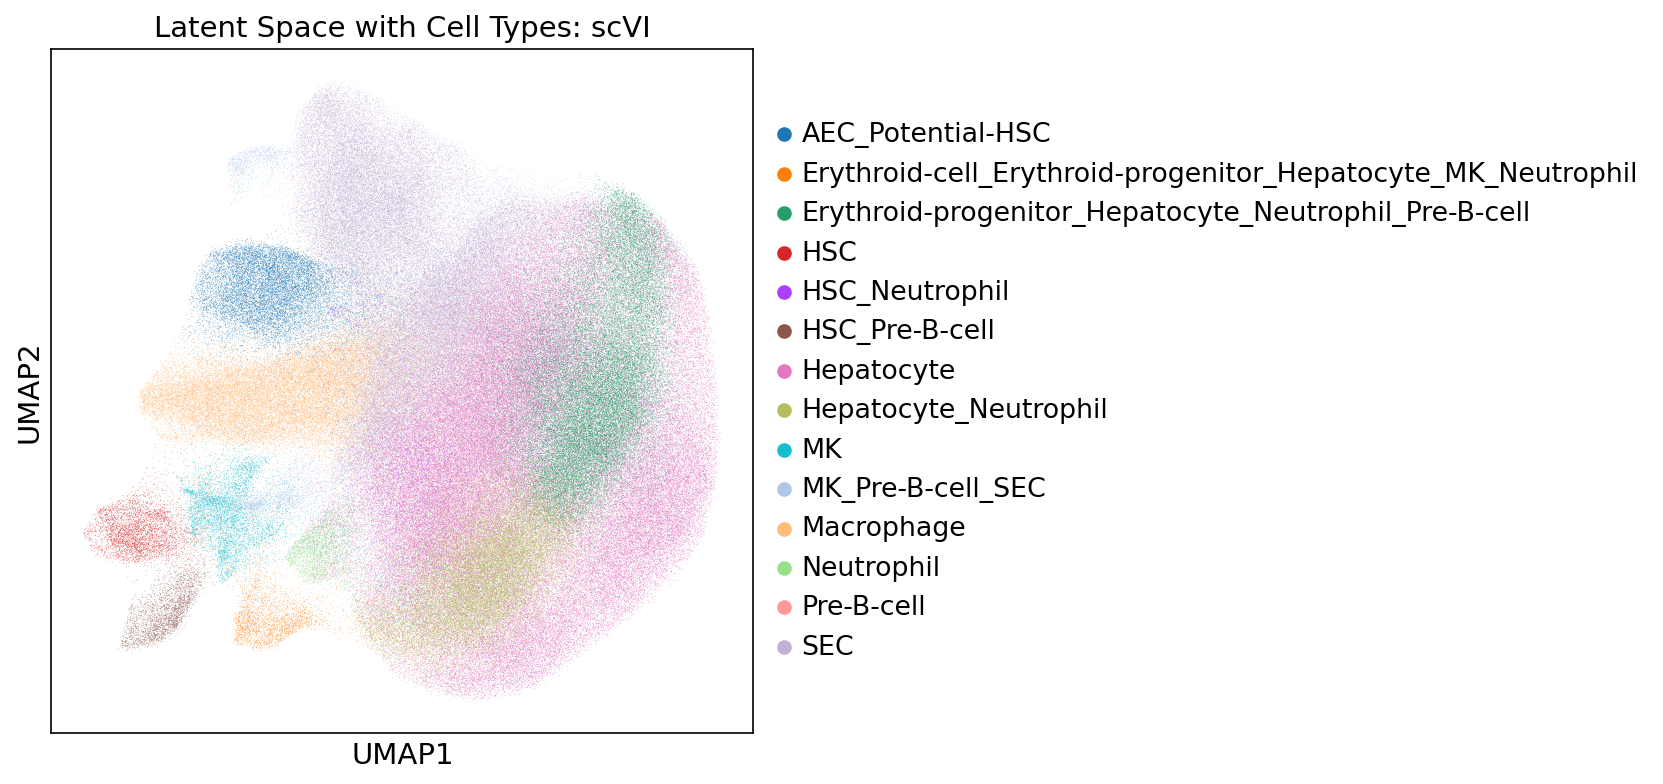 Latent Space with Cell Types: scVI
UMAP2
UMAP1
AEC_Potential-HSC
Erythroid-cell_Erythroid-progenitor_Hepatocyte_MK_Neutrophil
Erythroid-progenitor_Hepatocyte_Neutrophil_Pre-B-cell
HSC
HSC_Neutrophil
HSC_Pre-B-cell
Hepatocyte
Hepatocyte_Neutrophil
MK
MK_Pre-B-cell_SEC
Macrophage
Neutrophil
Pre-B-cell
SEC